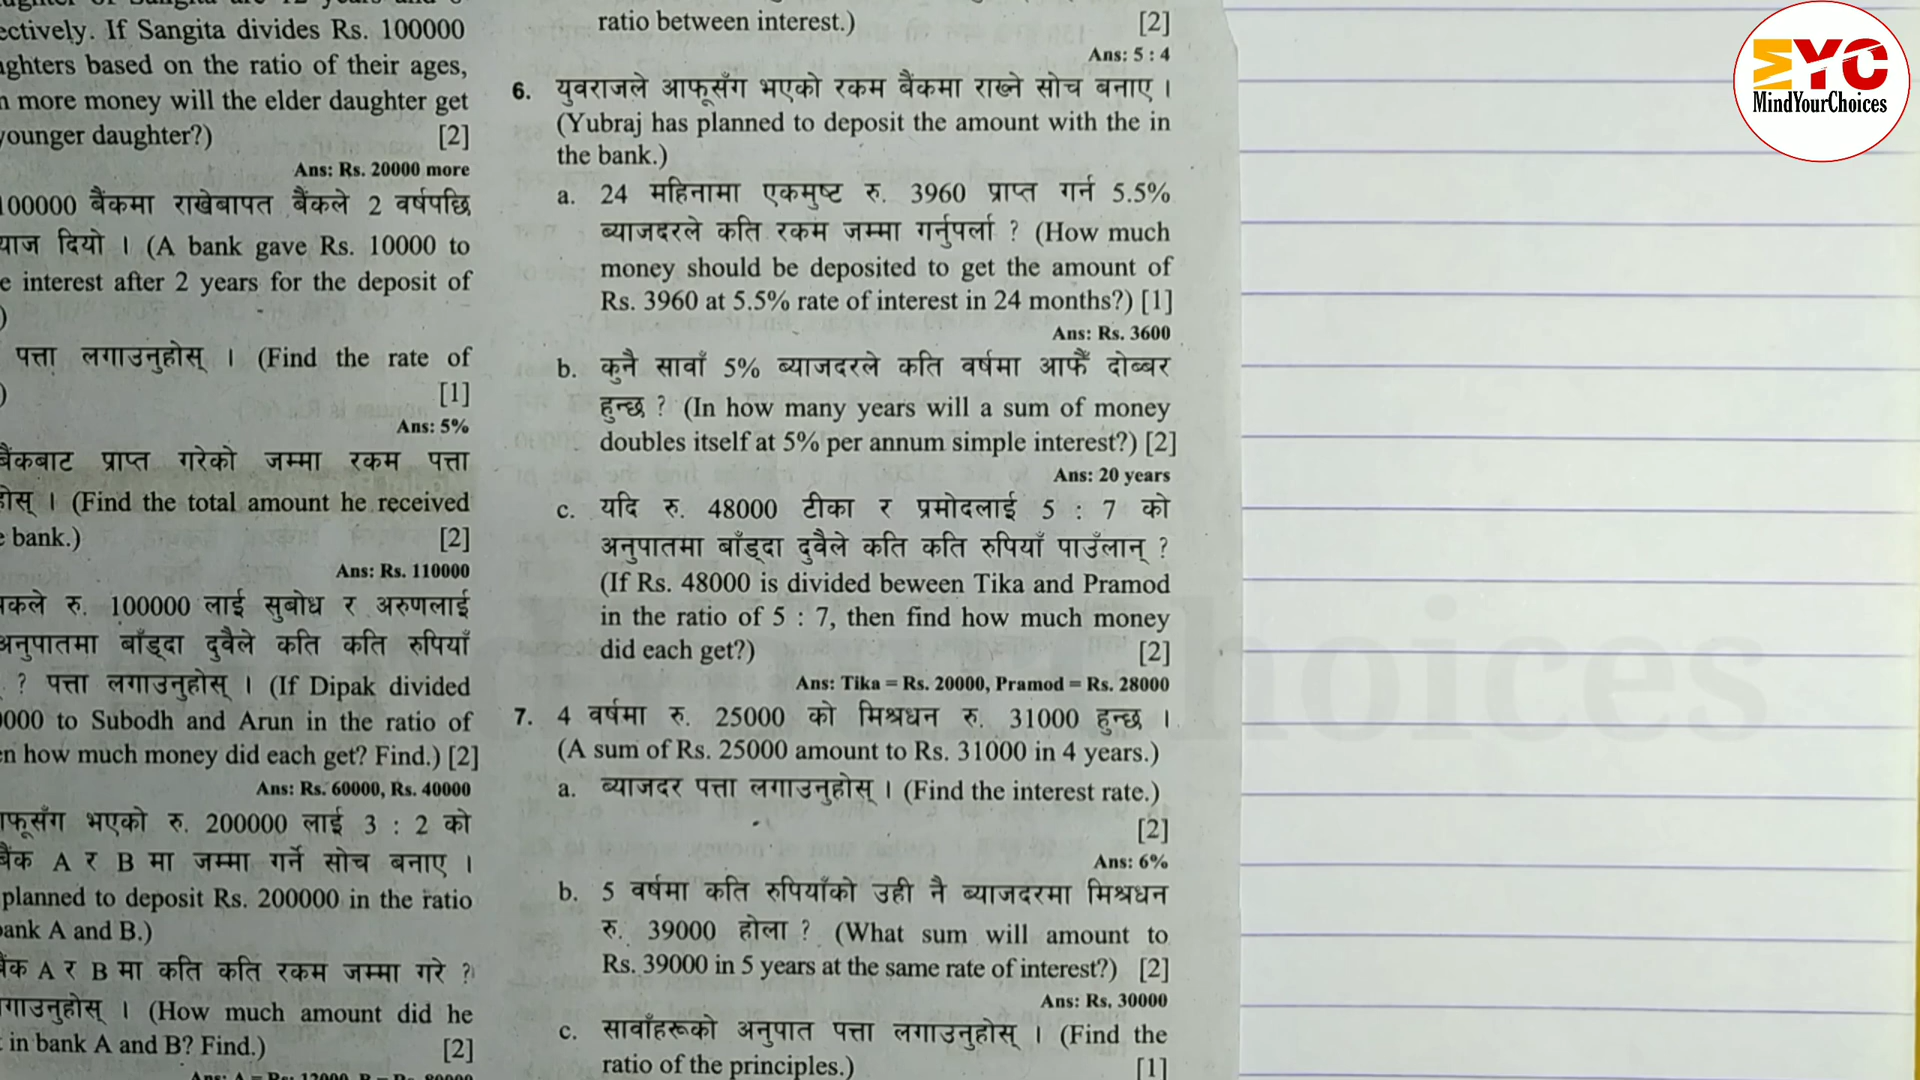 ectively. If Sangita divides Rs. 100000
ghters based on the ratio of their ages,
more money will the elder daughter get
younger daughter?) [2]
Ans: Rs. 20000 more
100000 बैंकमा राखेबापत बैंकले 2 वर्षपछि
याज दियो । (A bank gave Rs. 10000 to
e interest after 2 years for the deposit of
)
पत्ता लगाउनुहोस् । (Find the rate of
) [1]
Ans: 5%
बैंकबाट प्राप्त गरेको जम्मा रकम पत्ता
होस् । (Find the total amount he received
e bank.) [2]
Ans: Rs. 110000
कले रु. 100000 लाई सुबोध र अरुणलाई
अनुपातमा बाँड्दा दुवैले कति कति रुपियाँ
? पत्ता लगाउनुहोस् । (If Dipak divided
0000 to Subodh and Arun in the ratio of
en how much money did each get? Find.) [2]
Ans: Rs. 60000, Rs. 40000
फूसँग भएको रु. 200000 लाई 3 : 2 को
बैंक A र B मा जम्मा गर्ने सोच बनाए ।
planned to deposit Rs. 200000 in the ratio
bank A and B.)
बैंक A र B मा कति कति रकम जम्मा गरे ?
गाउनुहोस् । (How much amount did he
in bank A and B? Find.) [2]
ratio between interest.) [2]
Ans: 5 : 4
6. युवराजले आफूसँग भएको रकम बैंकमा राख्ने सोच बनाए ।
(Yubraj has planned to deposit the amount with the in
the bank.)
a. 24 महिनामा एकमुष्ट रु. 3960 प्राप्त गर्न 5.5%
ब्याजदरले कति रकम जम्मा गर्नुपर्ला ? (How much
money should be deposited to get the amount of
Rs. 3960 at 5.5% rate of interest in 24 months?) [1]
Ans: Rs. 3600
b. कुनै सावाँ 5% ब्याजदरले कति वर्षमा आफैँ दोब्बर
हुन्छ ? (In how many years will a sum of money
doubles itself at 5% per annum simple interest?) [2]
Ans: 20 years
c. यदि रु. 48000 टीका र प्रमोदलाई 5 : 7 को
अनुपातमा बाँड्दा दुवैले कति कति रुपियाँ पाउँलान् ?
(If Rs. 48000 is divided beween Tika and Pramod
in the ratio of 5 : 7, then find how much money
did each get?) [2]
Ans: Tika = Rs. 20000, Pramod = Rs. 28000
7. 4 वर्षमा रु. 25000 को मिश्रधन रु. 31000 हुन्छ ।
(A sum of Rs. 25000 amount to Rs. 31000 in 4 years.)
a. ब्याजदर पत्ता लगाउनुहोस् । (Find the interest rate.)
[2]
Ans: 6%
b. 5 वर्षमा कति रुपियाँको उही नै ब्याजदरमा मिश्रधन
रु. 39000 होला ? (What sum will amount to
Rs. 39000 in 5 years at the same rate of interest?) [2]
Ans: Rs. 30000
c. सावाँहरूको अनुपात पत्ता लगाउनुहोस् । (Find the
ratio of the principles.) [1]
MYC
MindYourChoices